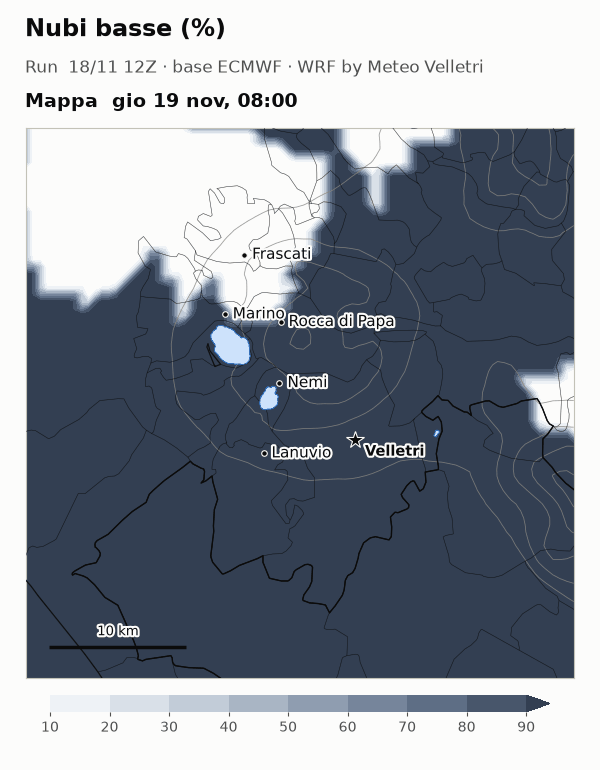 Nubi basse (%)
Run  18/11 12Z · base ECMWF · WRF by Meteo Velletri
Mappa  gio 19 nov, 08:00
Frascati
Marino
Rocca di Papa
Nemi
Velletri
Lanuvio
10 km
10 20 30 40 50 60 70 80 90